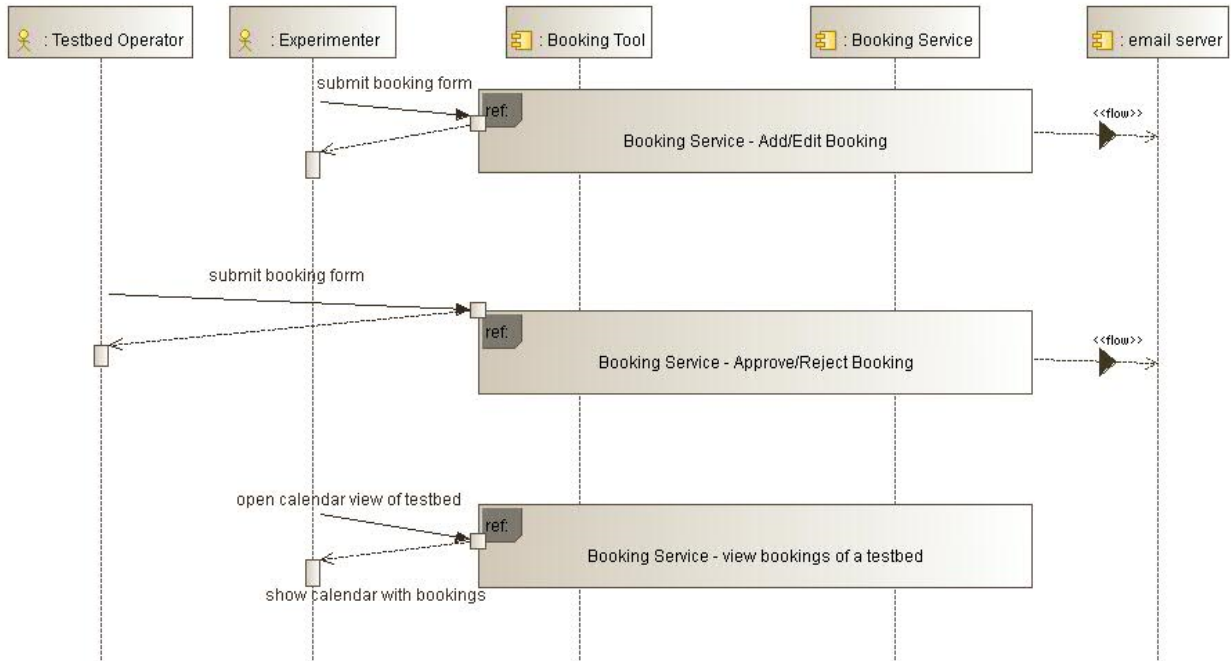 : Testbed Operator
: Experimenter
: Booking Tool
: Booking Service
: email server
submit booking form
ref:
<<flow>>
Booking Service - Add/Edit Booking
submit booking form
ref:
<<flow>>
Booking Service - Approve/Reject Booking
open calendar view of testbed
ref:
Booking Service - view bookings of a testbed
show calendar with bookings